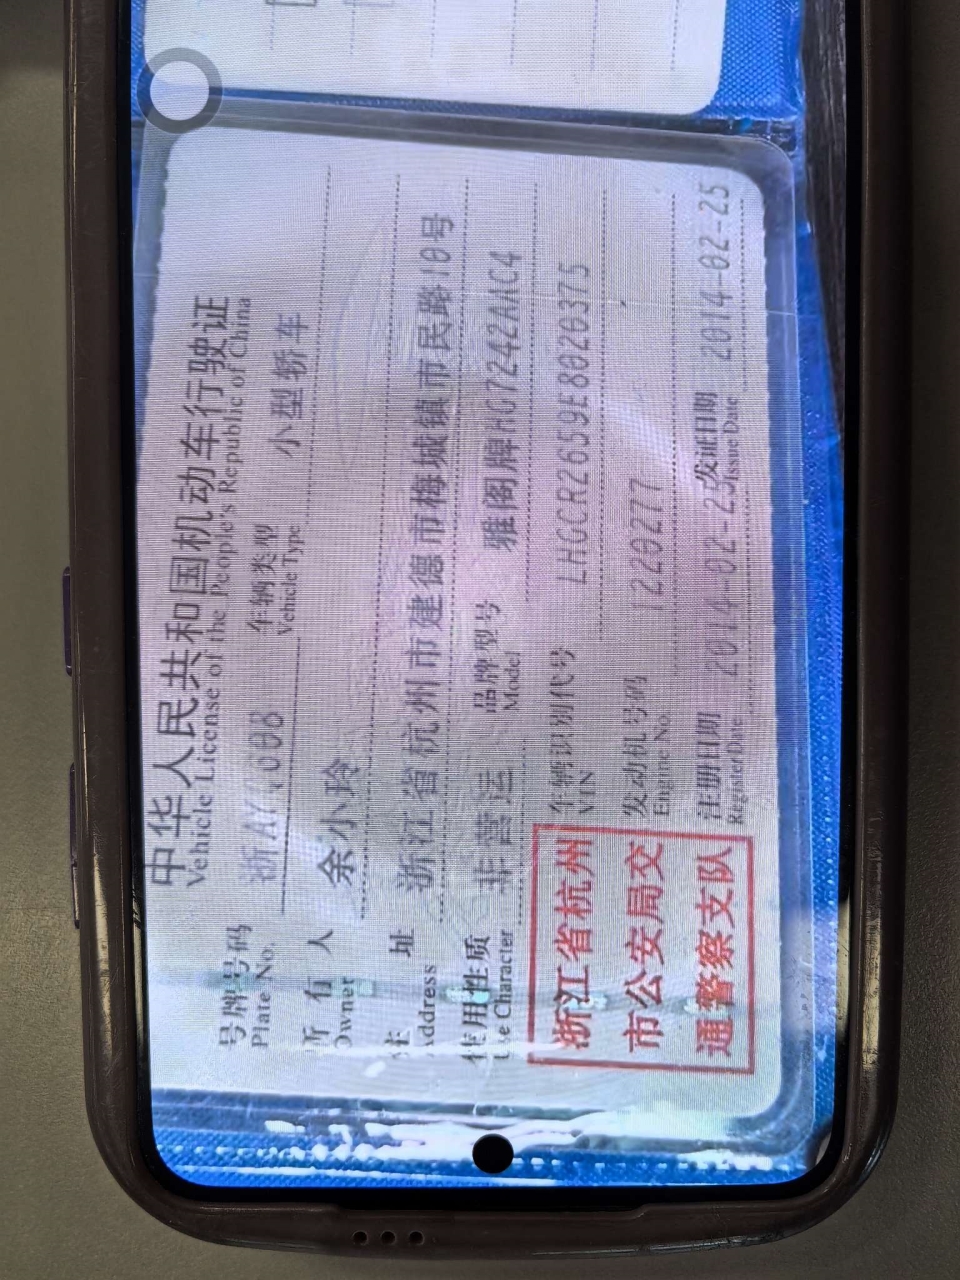 中华人民共和国机动车行驶证
Vehicle License of the People's Republic of China
号牌号码 车辆类型 小型轿车
Plate No. Vehicle Type
所有人 余小玲
Owner
住址 浙江省杭州市建德市梅城镇市民路10号
Address
使用性质 非营运 品牌型号 雅阁牌HG7242AAC4
Use Character Model
车辆识别代号 LHGCR2659E8020375
VIN
发动机号码 1220277
Engine No.
注册日期 2014-02-25 发证日期 2014-02-25
Register Date Issue Date
浙江省杭州
市公安局交
通警察支队